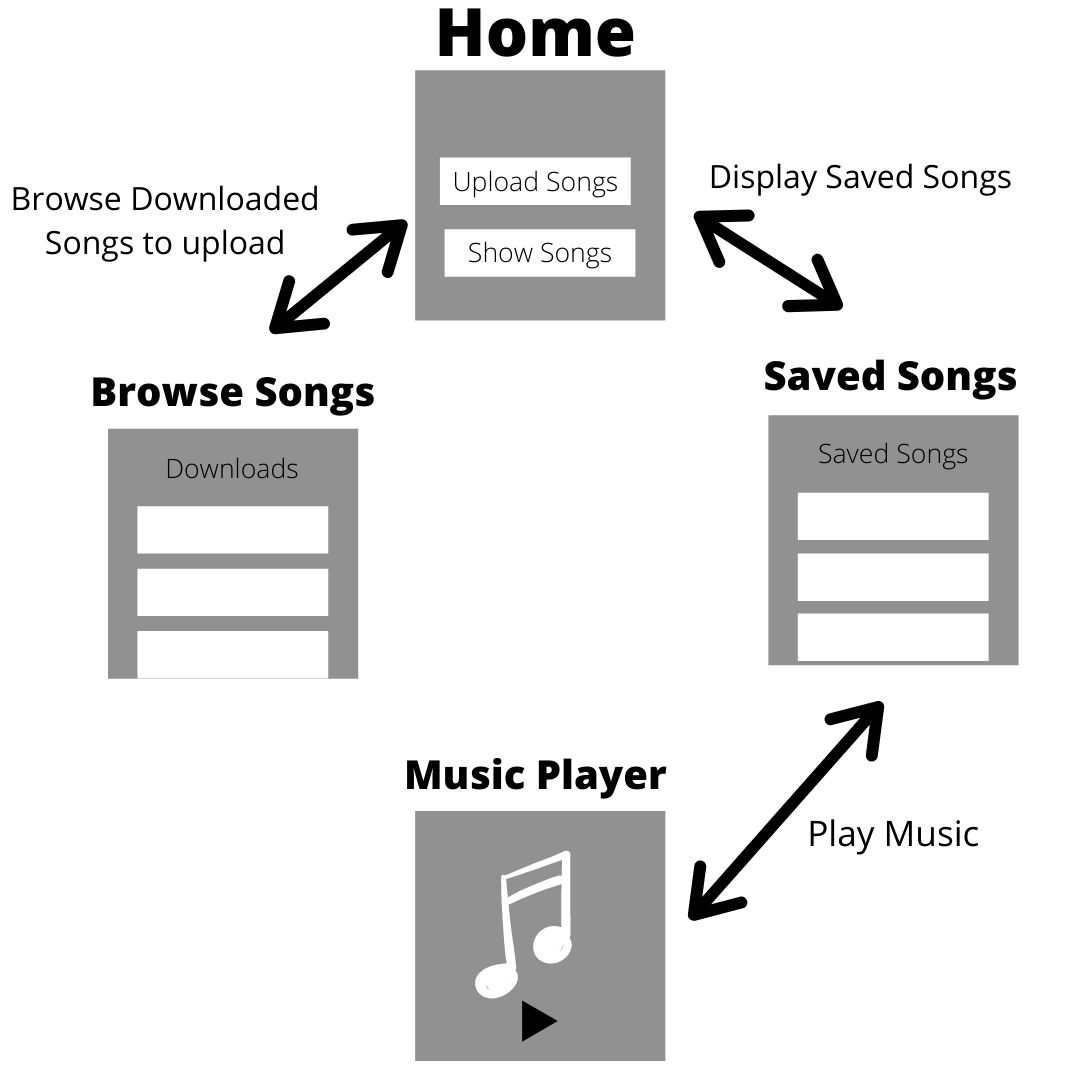 Home
Upload Songs
Show Songs
Browse Downloaded
Songs to upload
Display Saved Songs
Browse Songs
Downloads
Saved Songs
Saved Songs
Music Player
Play Music